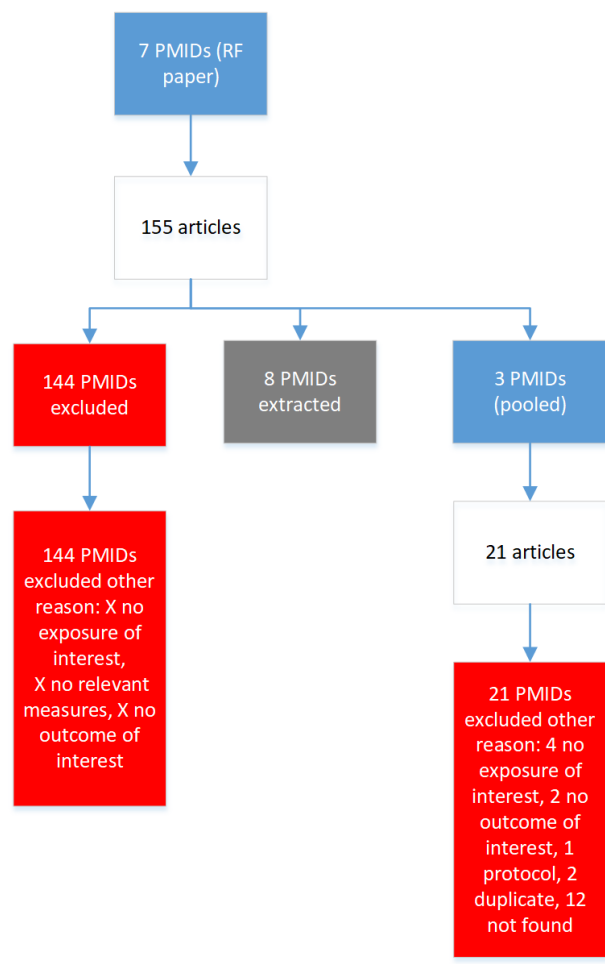 7 PMIDs (RF
paper)
155 articles
144 PMIDs
excluded
8 PMIDs
extracted
3 PMIDs
(pooled)
144 PMIDs
excluded other
reason: X no
exposure of
interest,
X no relevant
measures, X no
outcome of
interest
21 articles
21 PMIDs
excluded other
reason: 4 no
exposure of
interest, 2 no
outcome of
interest, 1
protocol, 2
duplicate, 12
not found